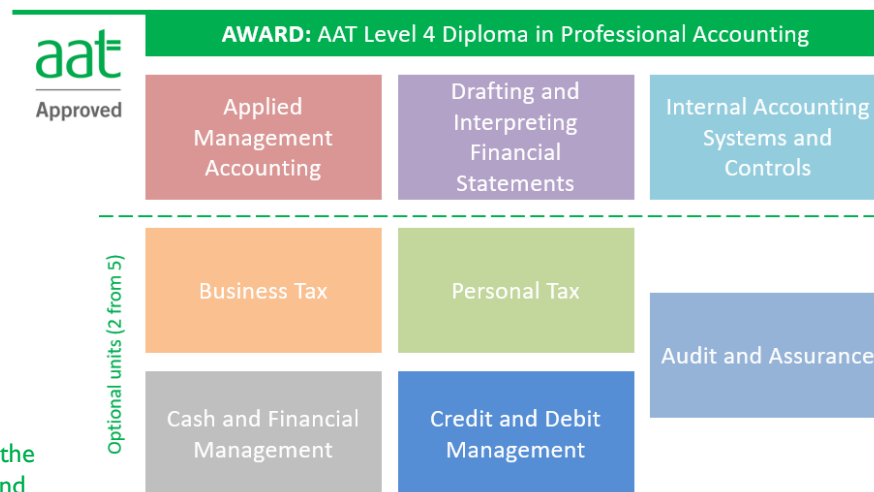 AWARD: AAT Level 4 Diploma in Professional Accounting
aat
Approved
Applied
Management
Accounting
Drafting and
Interpreting
Financial
Statements
Internal Accounting
Systems and
Controls
Optional units (2 from 5)
Business Tax
Personal Tax
Audit and Assurance
Cash and Financial
Management
Credit and Debit
Management
the
nd